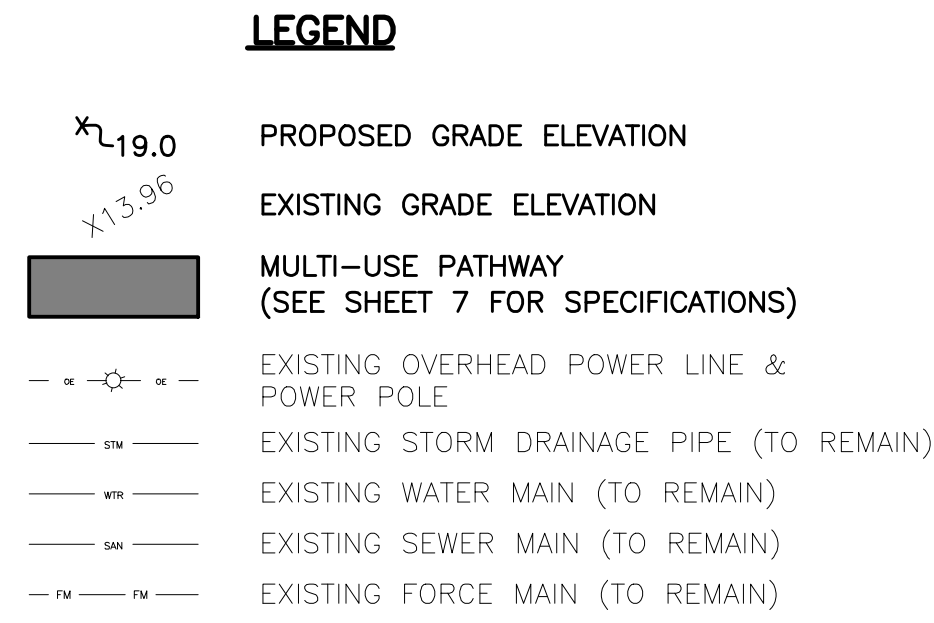 LEGEND
X 19.0 PROPOSED GRADE ELEVATION
X13.96 EXISTING GRADE ELEVATION
MULTI-USE PATHWAY
(SEE SHEET 7 FOR SPECIFICATIONS)
OE OE EXISTING OVERHEAD POWER LINE &
POWER POLE
STM EXISTING STORM DRAINAGE PIPE (TO REMAIN)
WTR EXISTING WATER MAIN (TO REMAIN)
SAN EXISTING SEWER MAIN (TO REMAIN)
FM FM EXISTING FORCE MAIN (TO REMAIN)